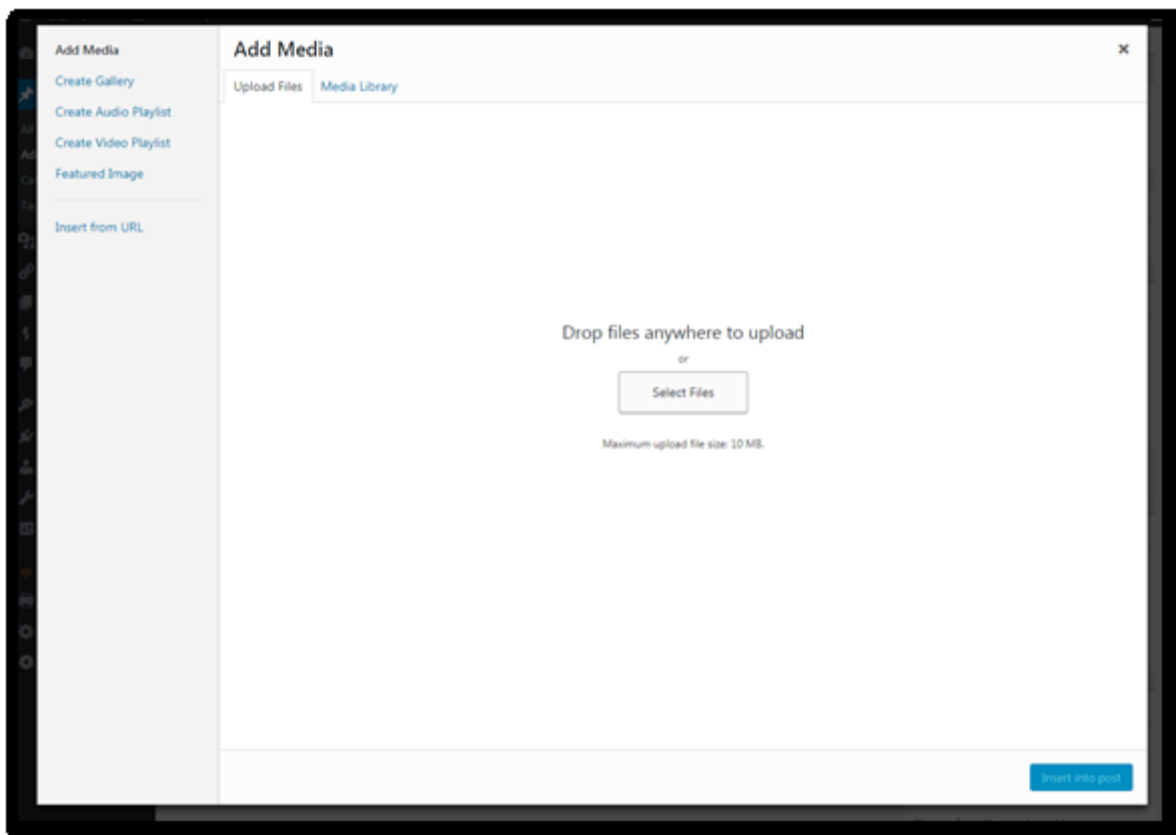 Add Media
Create Gallery
Create Audio Playlist
Create Video Playlist
Featured Image
Insert from URL
Add Media
×
Upload Files
Media Library
Drop files anywhere to upload
or
Select Files
Maximum upload file size: 10 MB.
Insert into post